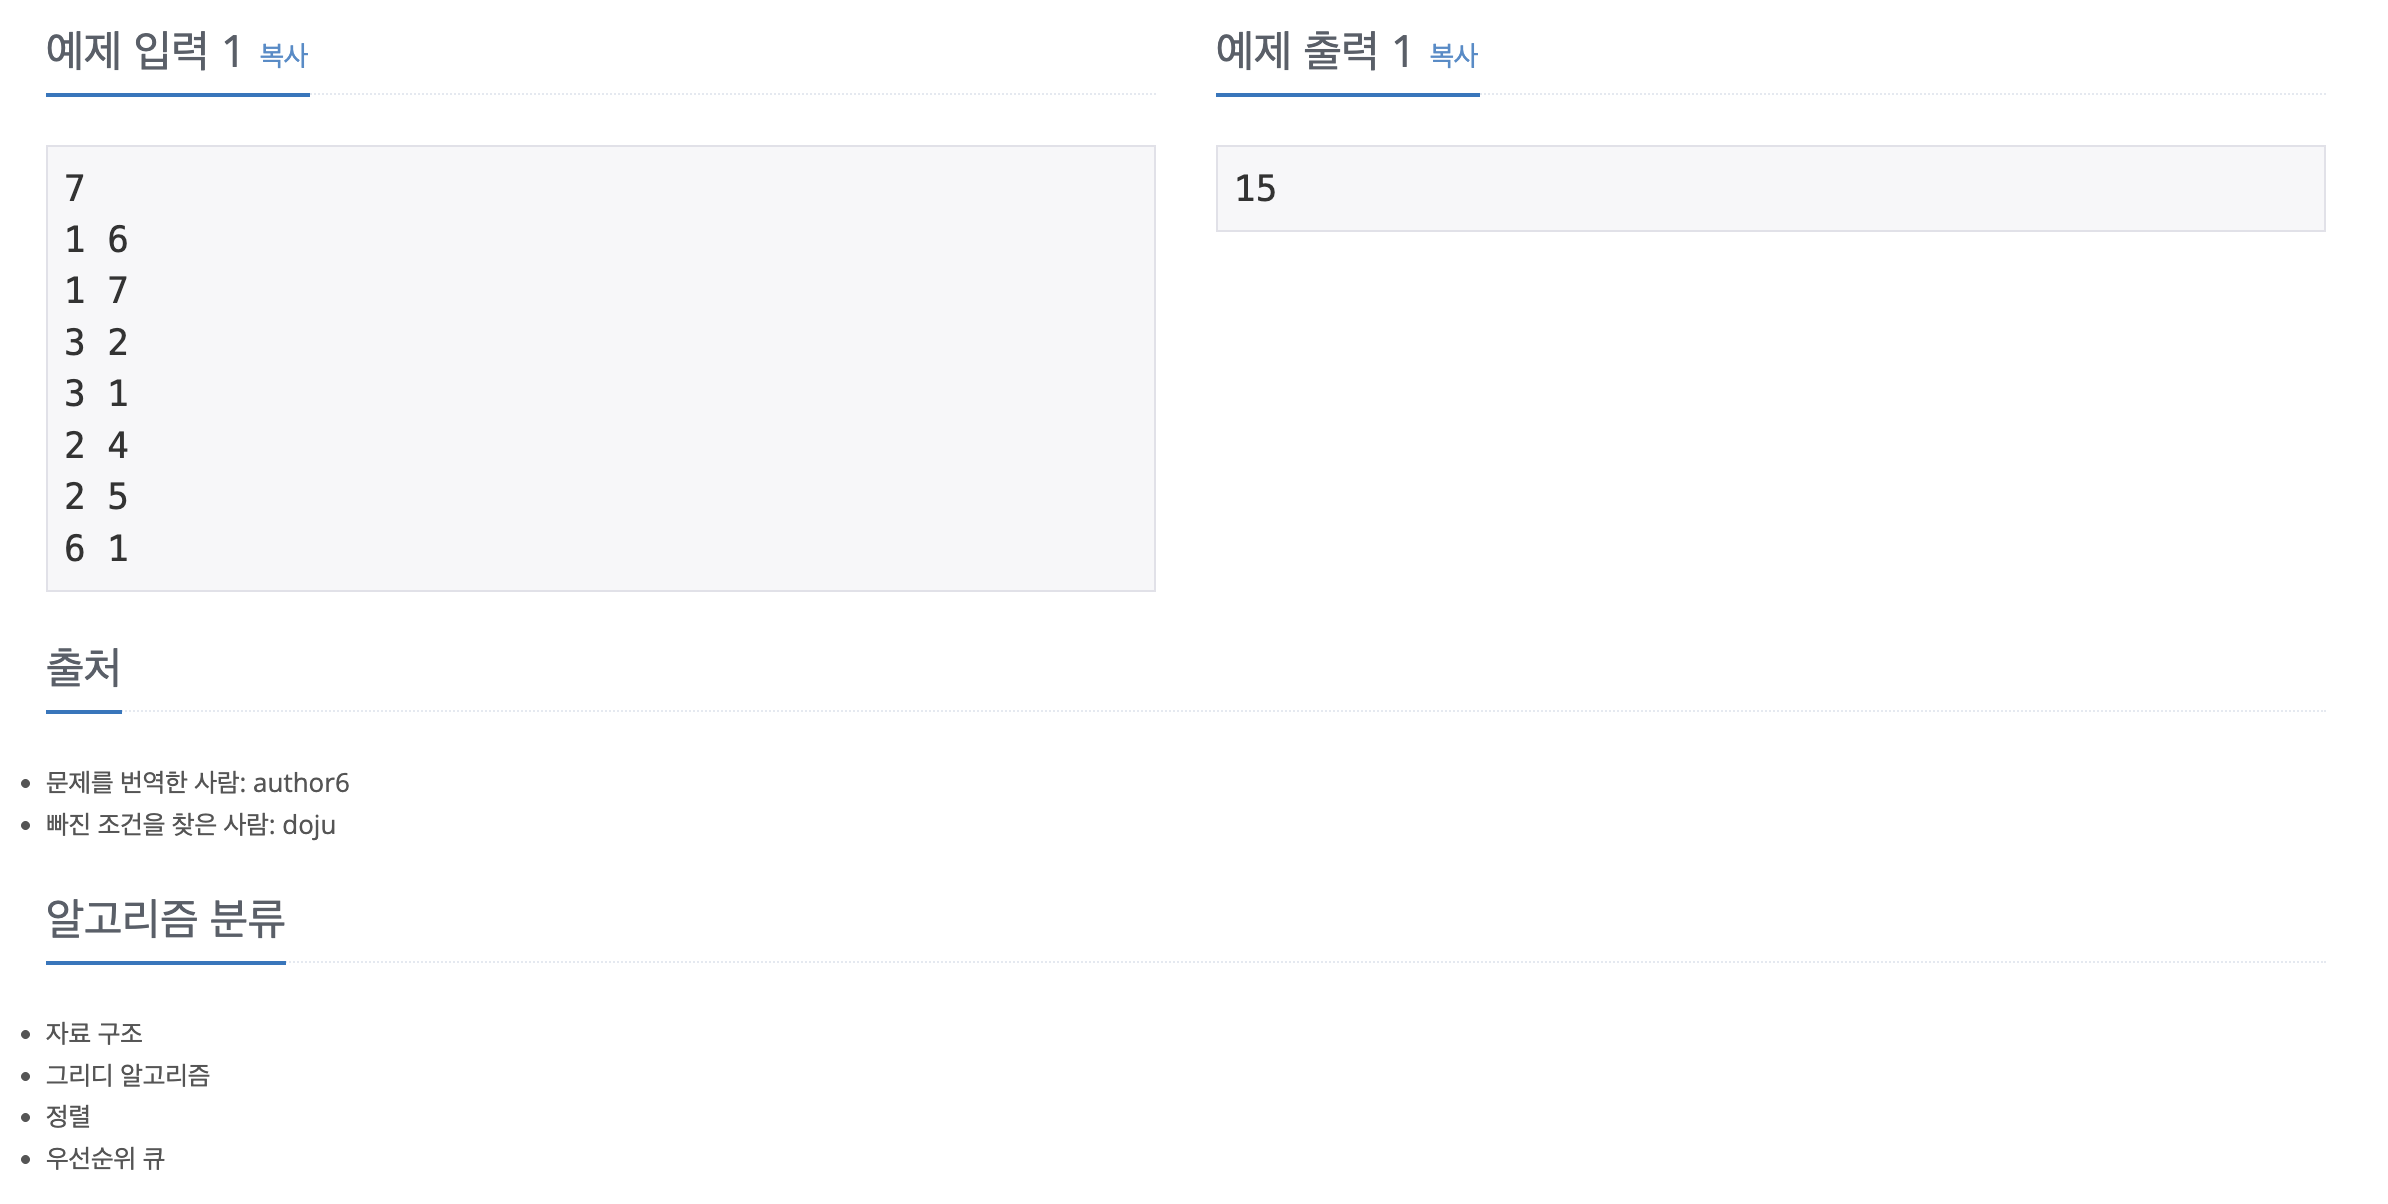 예제 입력 1 복사
7
1 6
1 7
3 2
3 1
2 4
2 5
6 1
예제 출력 1 복사
15
출처
문제를 번역한 사람: author6
빠진 조건을 찾은 사람: doju
알고리즘 분류
자료 구조
그리디 알고리즘
정렬
우선순위 큐